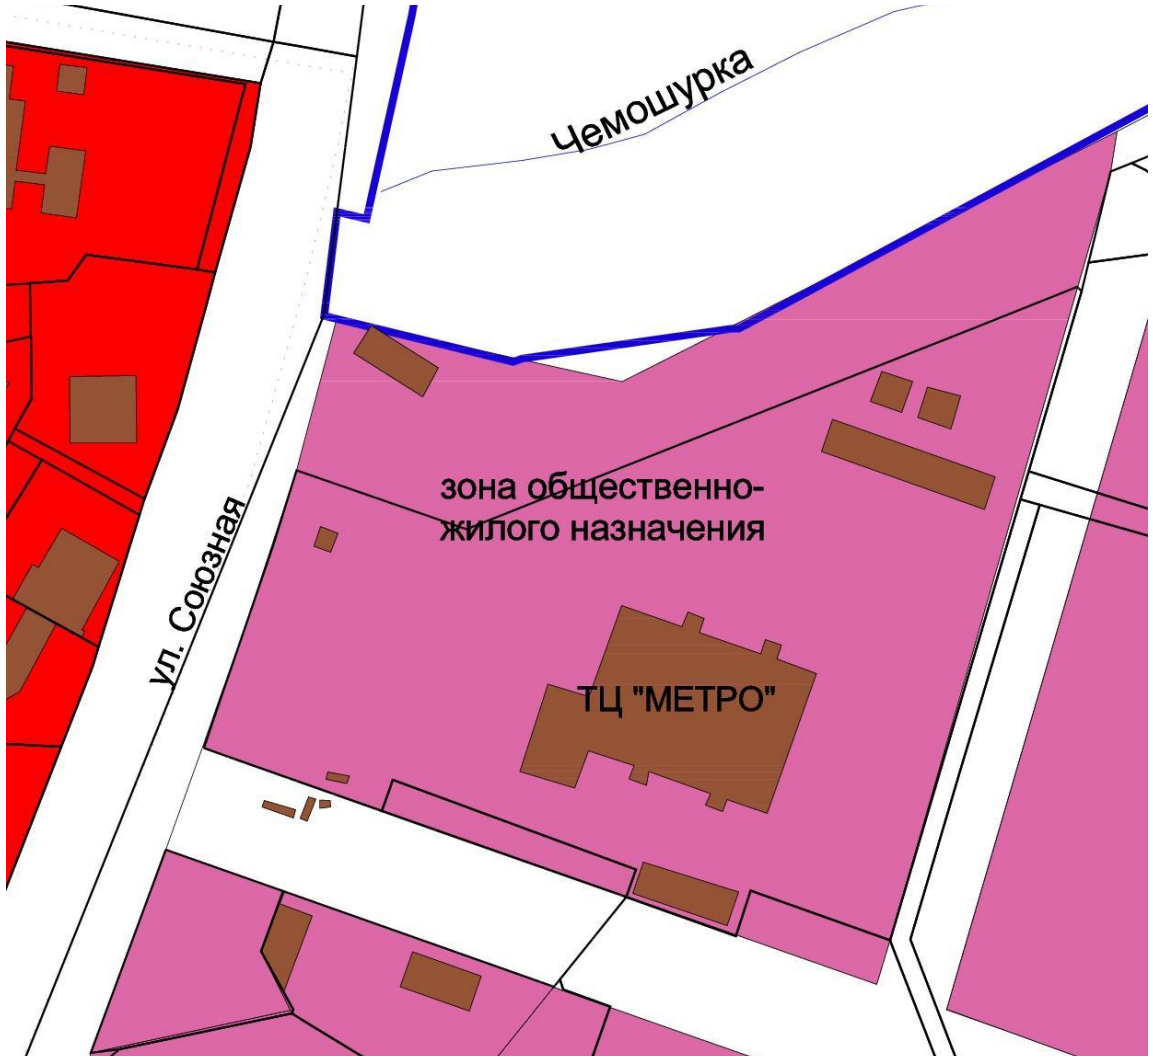 Чемошурка
зона общественно-
жилого назначения
ул. Союзная
ТЦ "МЕТРО"